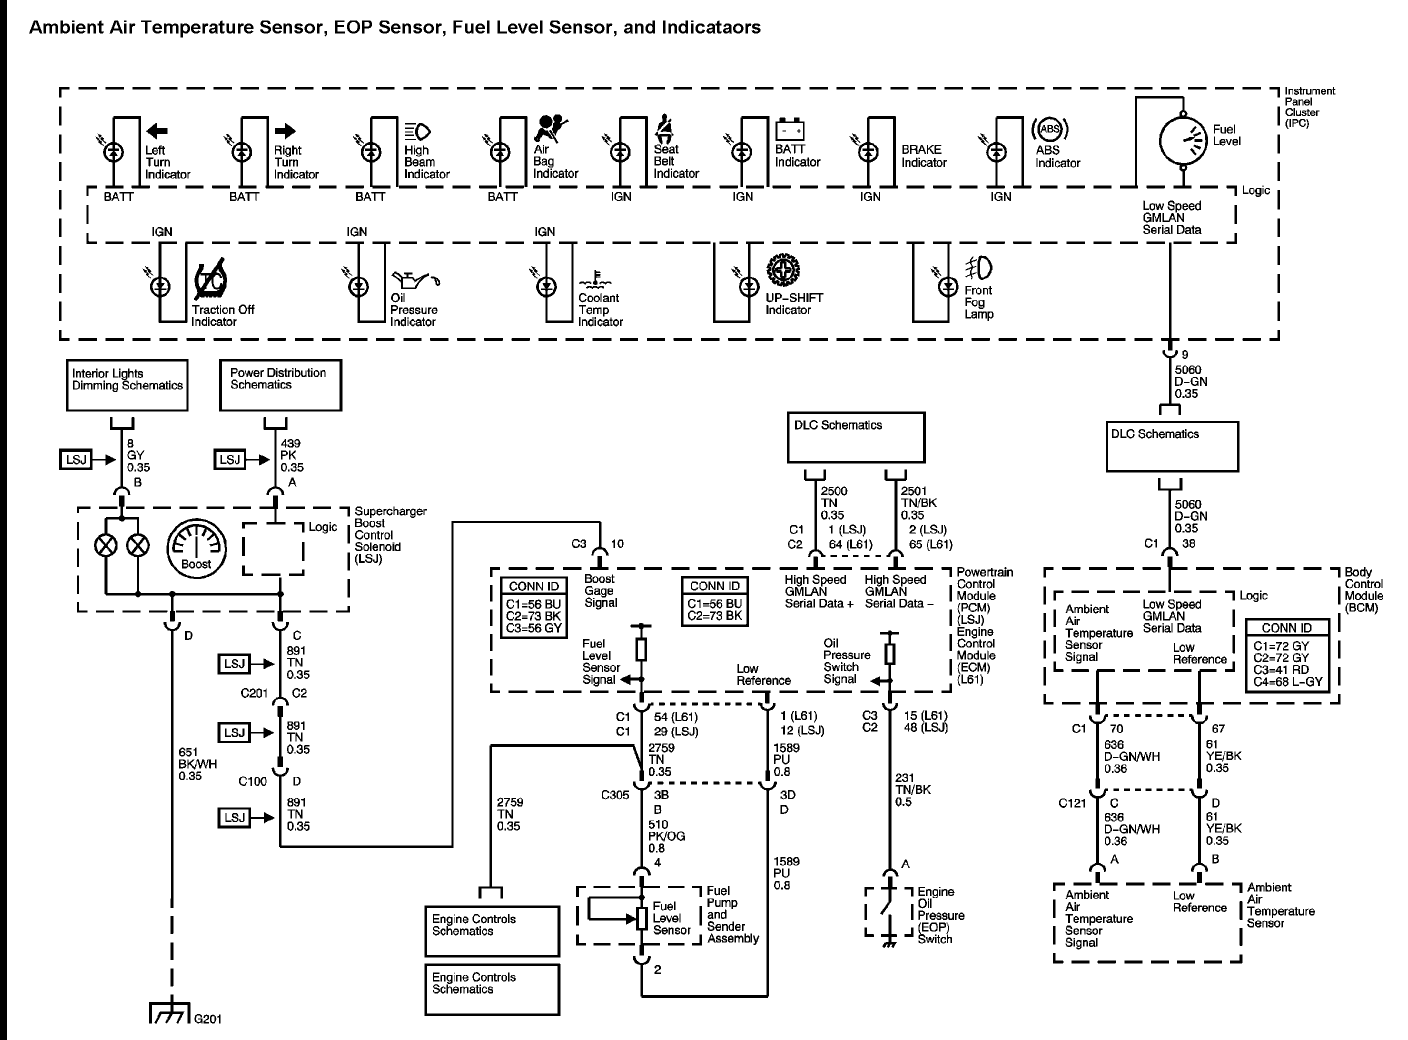 Ambient Air Temperature Sensor, EOP Sensor, Fuel Level Sensor, and Indicataors
Instrument
Panel
Cluster
(IPC)
Left
Turn
Indicator
Right
Turn
Indicator
High
Beam
Indicator
Air
Bag
Indicator
Seat
Belt
Indicator
BATT
Indicator
BRAKE
Indicator
ABS
ABS
Indicator
Fuel
Level
BATT
BATT
BATT
BATT
IGN
IGN
IGN
IGN
Logic
Low Speed
GMLAN
Serial Data
IGN
IGN
IGN
TC
Traction Off
Indicator
Oil
Pressure
Indicator
Coolant
Temp
Indicator
UP-SHIFT
Indicator
Front
Fog
Lamp
9
5060
D-GN
0.35
Interior Lights
Dimming Schematics
Power Distribution
Schematics
DLC Schematics
DLC Schematics
LSJ
8
GY
0.35
B
LSJ
439
PK
0.35
A
2500
TN
0.35
2501
TN/BK
0.35
C1 1 (LSJ) 2 (LSJ)
C2 64 (L61) 65 (L61)
5060
D-GN
0.35
C1 38
Supercharger
Boost
Control
Solenoid
(LSJ)
Logic
Boost
D
C
891
TN
0.35
LSJ
C201 C2
LSJ
891
TN
0.35
C100 D
LSJ
891
TN
0.35
651
BK/WH
0.35
G201
C3 10
CONN ID
C1=56 BU
C2=73 BK
C3=56 GY
Boost
Gage
Signal
CONN ID
C1=56 BU
C2=73 BK
High Speed
GMLAN
Serial Data +
High Speed
GMLAN
Serial Data -
Powertrain
Control
Module
(PCM)
(LSJ)
Engine
Control
Module
(ECM)
(L61)
Fuel
Level
Sensor
Signal
Low
Reference
Oil
Pressure
Switch
Signal
C1 54 (L61) 1 (L61)
C1 29 (LSJ) 12 (LSJ)
2759
TN
0.35
1589
PU
0.8
C3 15 (L61)
C2 48 (LSJ)
231
TN/BK
0.5
C305 3B 3D
B D
2759
TN
0.35
510
PK/OG
0.8
4
1589
PU
0.8
A
Engine Controls
Schematics
Engine Controls
Schematics
Fuel
Level
Sensor
Fuel
Pump
and
Sender
Assembly
2
Engine
Oil
Pressure
(EOP)
Switch
Body
Control
Module
(BCM)
Logic
Ambient
Air
Temperature
Sensor
Signal
Low Speed
GMLAN
Serial Data
Low
Reference
CONN ID
C1=72 GY
C2=72 GY
C3=41 RD
C4=68 L-GY
C1 70 67
636
D-GN/WH
0.36
61
YE/BK
0.35
C121 C D
636
D-GN/WH
0.36
61
YE/BK
0.35
A B
Ambient
Air
Temperature
Sensor
Signal
Low
Reference
Ambient
Air
Temperature
Sensor